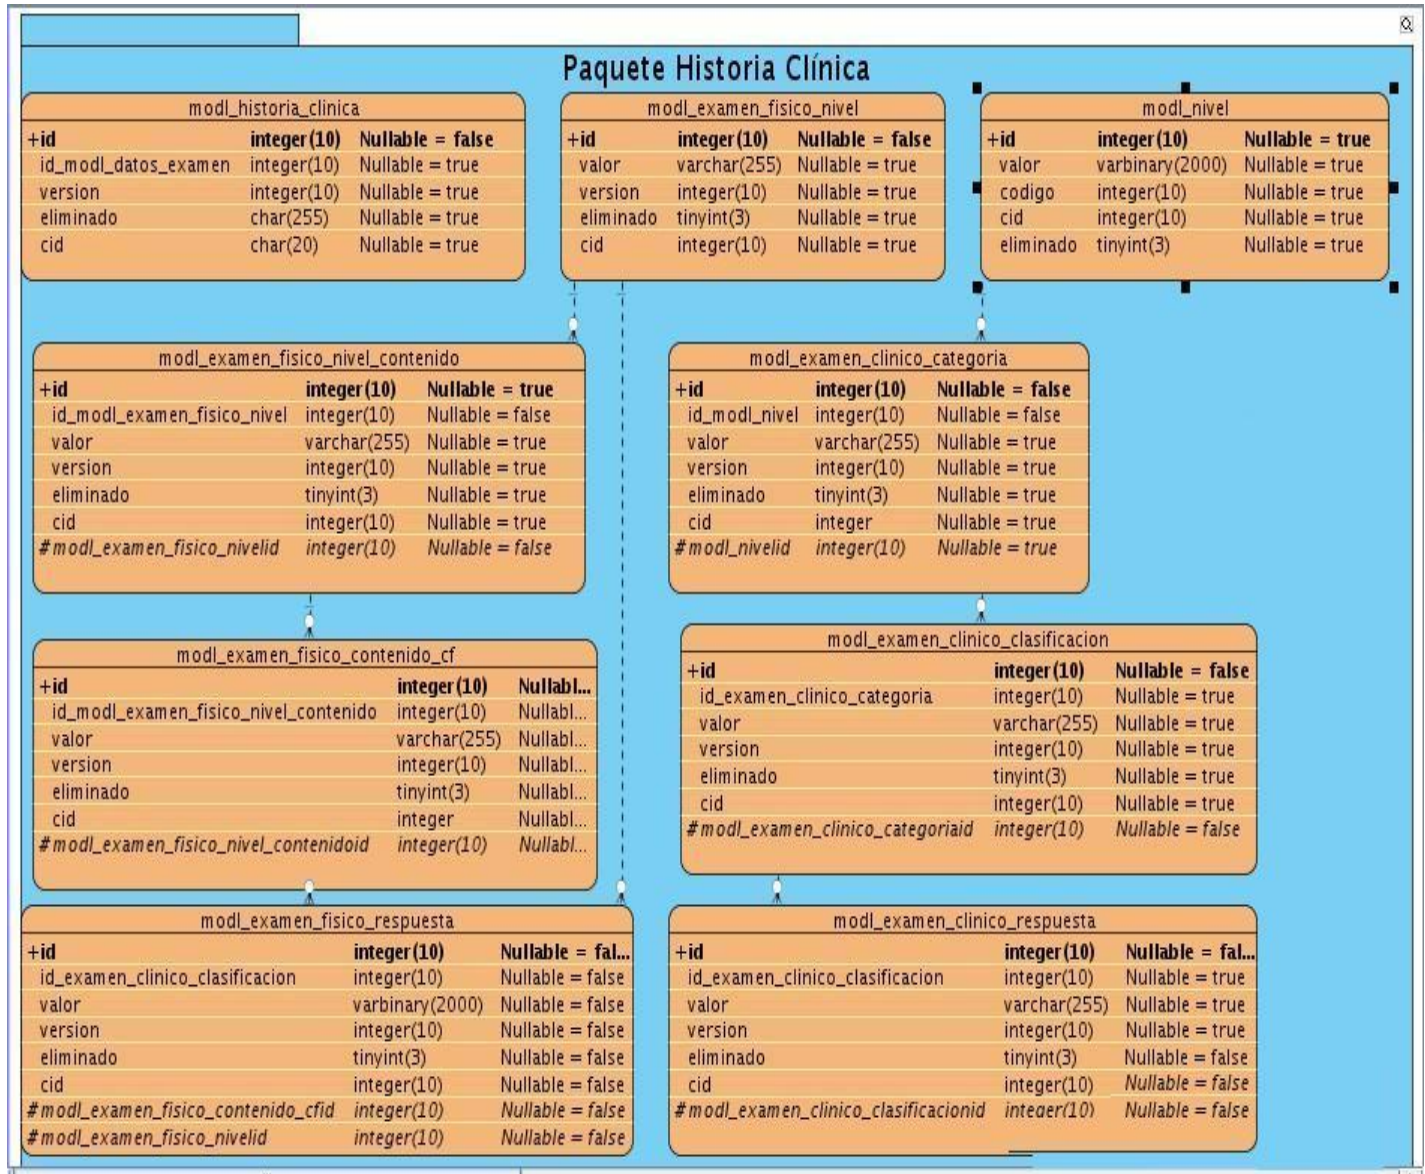 Paquete Historia Clínica
modl_historia_clinica
+id integer(10) Nullable = false
id_modl_datos_examen integer(10) Nullable = true
version integer(10) Nullable = true
eliminado char(255) Nullable = true
cid char(20) Nullable = true
modl_examen_fisico_nivel
+id integer(10) Nullable = false
valor varchar(255) Nullable = true
version integer(10) Nullable = true
eliminado tinyint(3) Nullable = true
cid integer(10) Nullable = true
modl_nivel
+id integer(10) Nullable = true
valor varbinary(2000) Nullable = true
codigo integer(10) Nullable = true
cid integer(10) Nullable = true
eliminado tinyint(3) Nullable = true
modl_examen_fisico_nivel_contenido
+id integer(10) Nullable = true
id_modl_examen_fisico_nivel integer(10) Nullable = false
valor varchar(255) Nullable = true
version integer(10) Nullable = true
eliminado tinyint(3) Nullable = true
cid integer(10) Nullable = true
#modl_examen_fisico_nivelid integer(10) Nullable = false
modl_examen_clinico_categoria
+id integer(10) Nullable = false
id_modl_nivel integer(10) Nullable = false
valor varchar(255) Nullable = true
version integer(10) Nullable = true
eliminado tinyint(3) Nullable = true
cid integer Nullable = true
#modl_nivelid integer(10) Nullable = true
modl_examen_fisico_contenido_cf
+id integer(10) Nullabl...
id_modl_examen_fisico_nivel_contenido integer(10) Nullabl...
valor varchar(255) Nullabl...
version integer(10) Nullabl...
eliminado tinyint(3) Nullabl...
cid integer Nullabl...
#modl_examen_fisico_nivel_contenidoid integer(10) Nullabl...
modl_examen_clinico_clasificacion
+id integer(10) Nullable = false
id_examen_clinico_categoria integer(10) Nullable = true
valor varchar(255) Nullable = true
version integer(10) Nullable = true
eliminado tinyint(3) Nullable = true
cid integer(10) Nullable = true
#modl_examen_clinico_categoriaid integer(10) Nullable = false
modl_examen_fisico_respuesta
+id integer(10) Nullable = fal...
id_examen_clinico_clasificacion integer(10) Nullable = false
valor varbinary(2000) Nullable = false
version integer(10) Nullable = false
eliminado tinyint(3) Nullable = false
cid integer(10) Nullable = false
#modl_examen_fisico_contenido_cfid integer(10) Nullable = false
#modl_examen_fisico_nivelid integer(10) Nullable = false
modl_examen_clinico_respuesta
+id integer(10) Nullable = fal...
id_examen_clinico_clasificacion integer(10) Nullable = true
valor varchar(255) Nullable = true
version integer(10) Nullable = true
eliminado tinyint(3) Nullable = false
cid integer(10) Nullable = false
#modl_examen_clinico_clasificacionid integer(10) Nullable = false